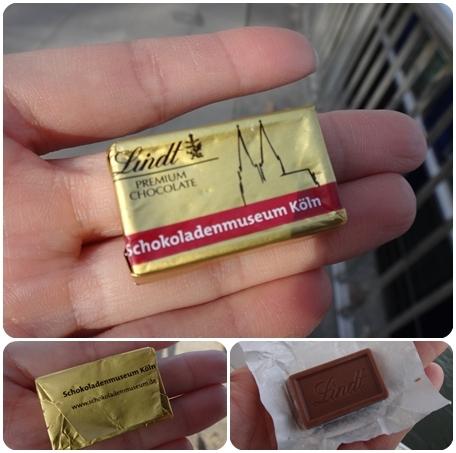 Lindt
PREMIUM
CHOCOLATE
Schokoladenmuseum Köln
Schokoladenmuseum Köln
www.schokoladenmuseum.de
Lindt